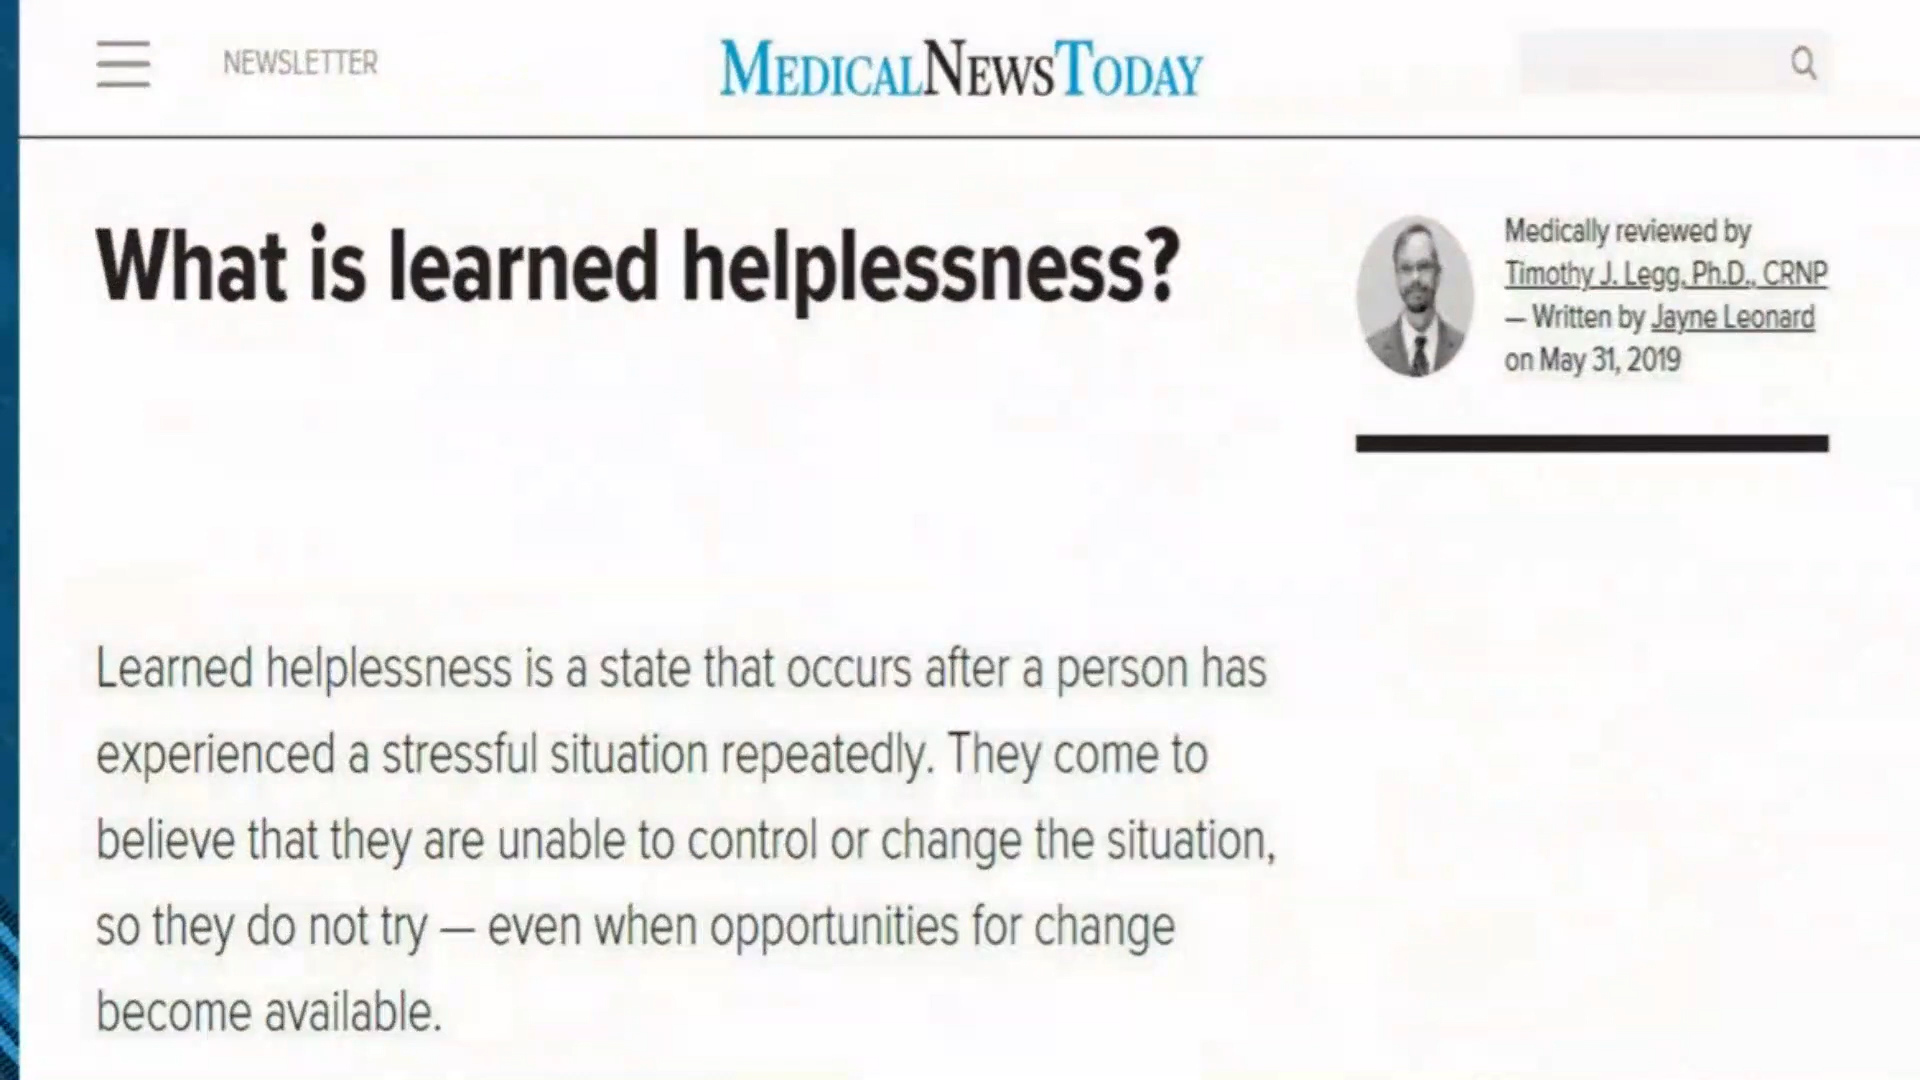 NEWSLETTER
MEDICALNEWSTODAY
What is learned helplessness?
Medically reviewed by
Timothy J. Legg, Ph.D., CRNP
— Written by Jayne Leonard
on May 31, 2019
Learned helplessness is a state that occurs after a person has
experienced a stressful situation repeatedly. They come to
believe that they are unable to control or change the situation,
so they do not try — even when opportunities for change
become available.